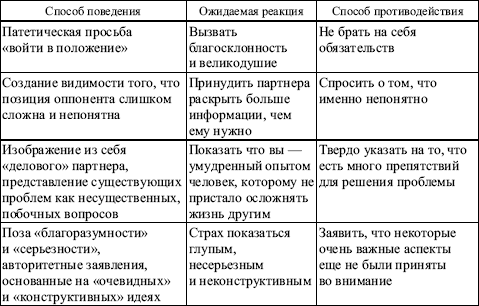 Способ поведения
Ожидаемая реакция
Способ противодействия
Патетическая просьба
«войти в положение»
Вызвать
благосклонность
и великодушие
Не брать на себя
обязательств
Создание видимости того, что
позиция оппонента слишком
сложна и непонятна
Принудить партнера
раскрыть больше
информации, чем
ему нужно
Спросить о том, что
именно непонятно
Изображение из себя
«делового» партнера,
представление существующих
проблем как несущественных,
побочных вопросов
Показать что вы —
умудренный опытом
человек, которому не
пристало осложнять
жизнь другим
Твердо указать на то, что
есть много препятствий
для решения проблемы
Поза «благоразумности»
и «серьезности»,
авторитетные заявления,
основанные на «очевидных»
и «конструктивных» идеях
Страх показаться
глупым,
несерьезным
и неконструктивным
Заявить, что некоторые
очень важные аспекты
еще не были приняты
во внимание